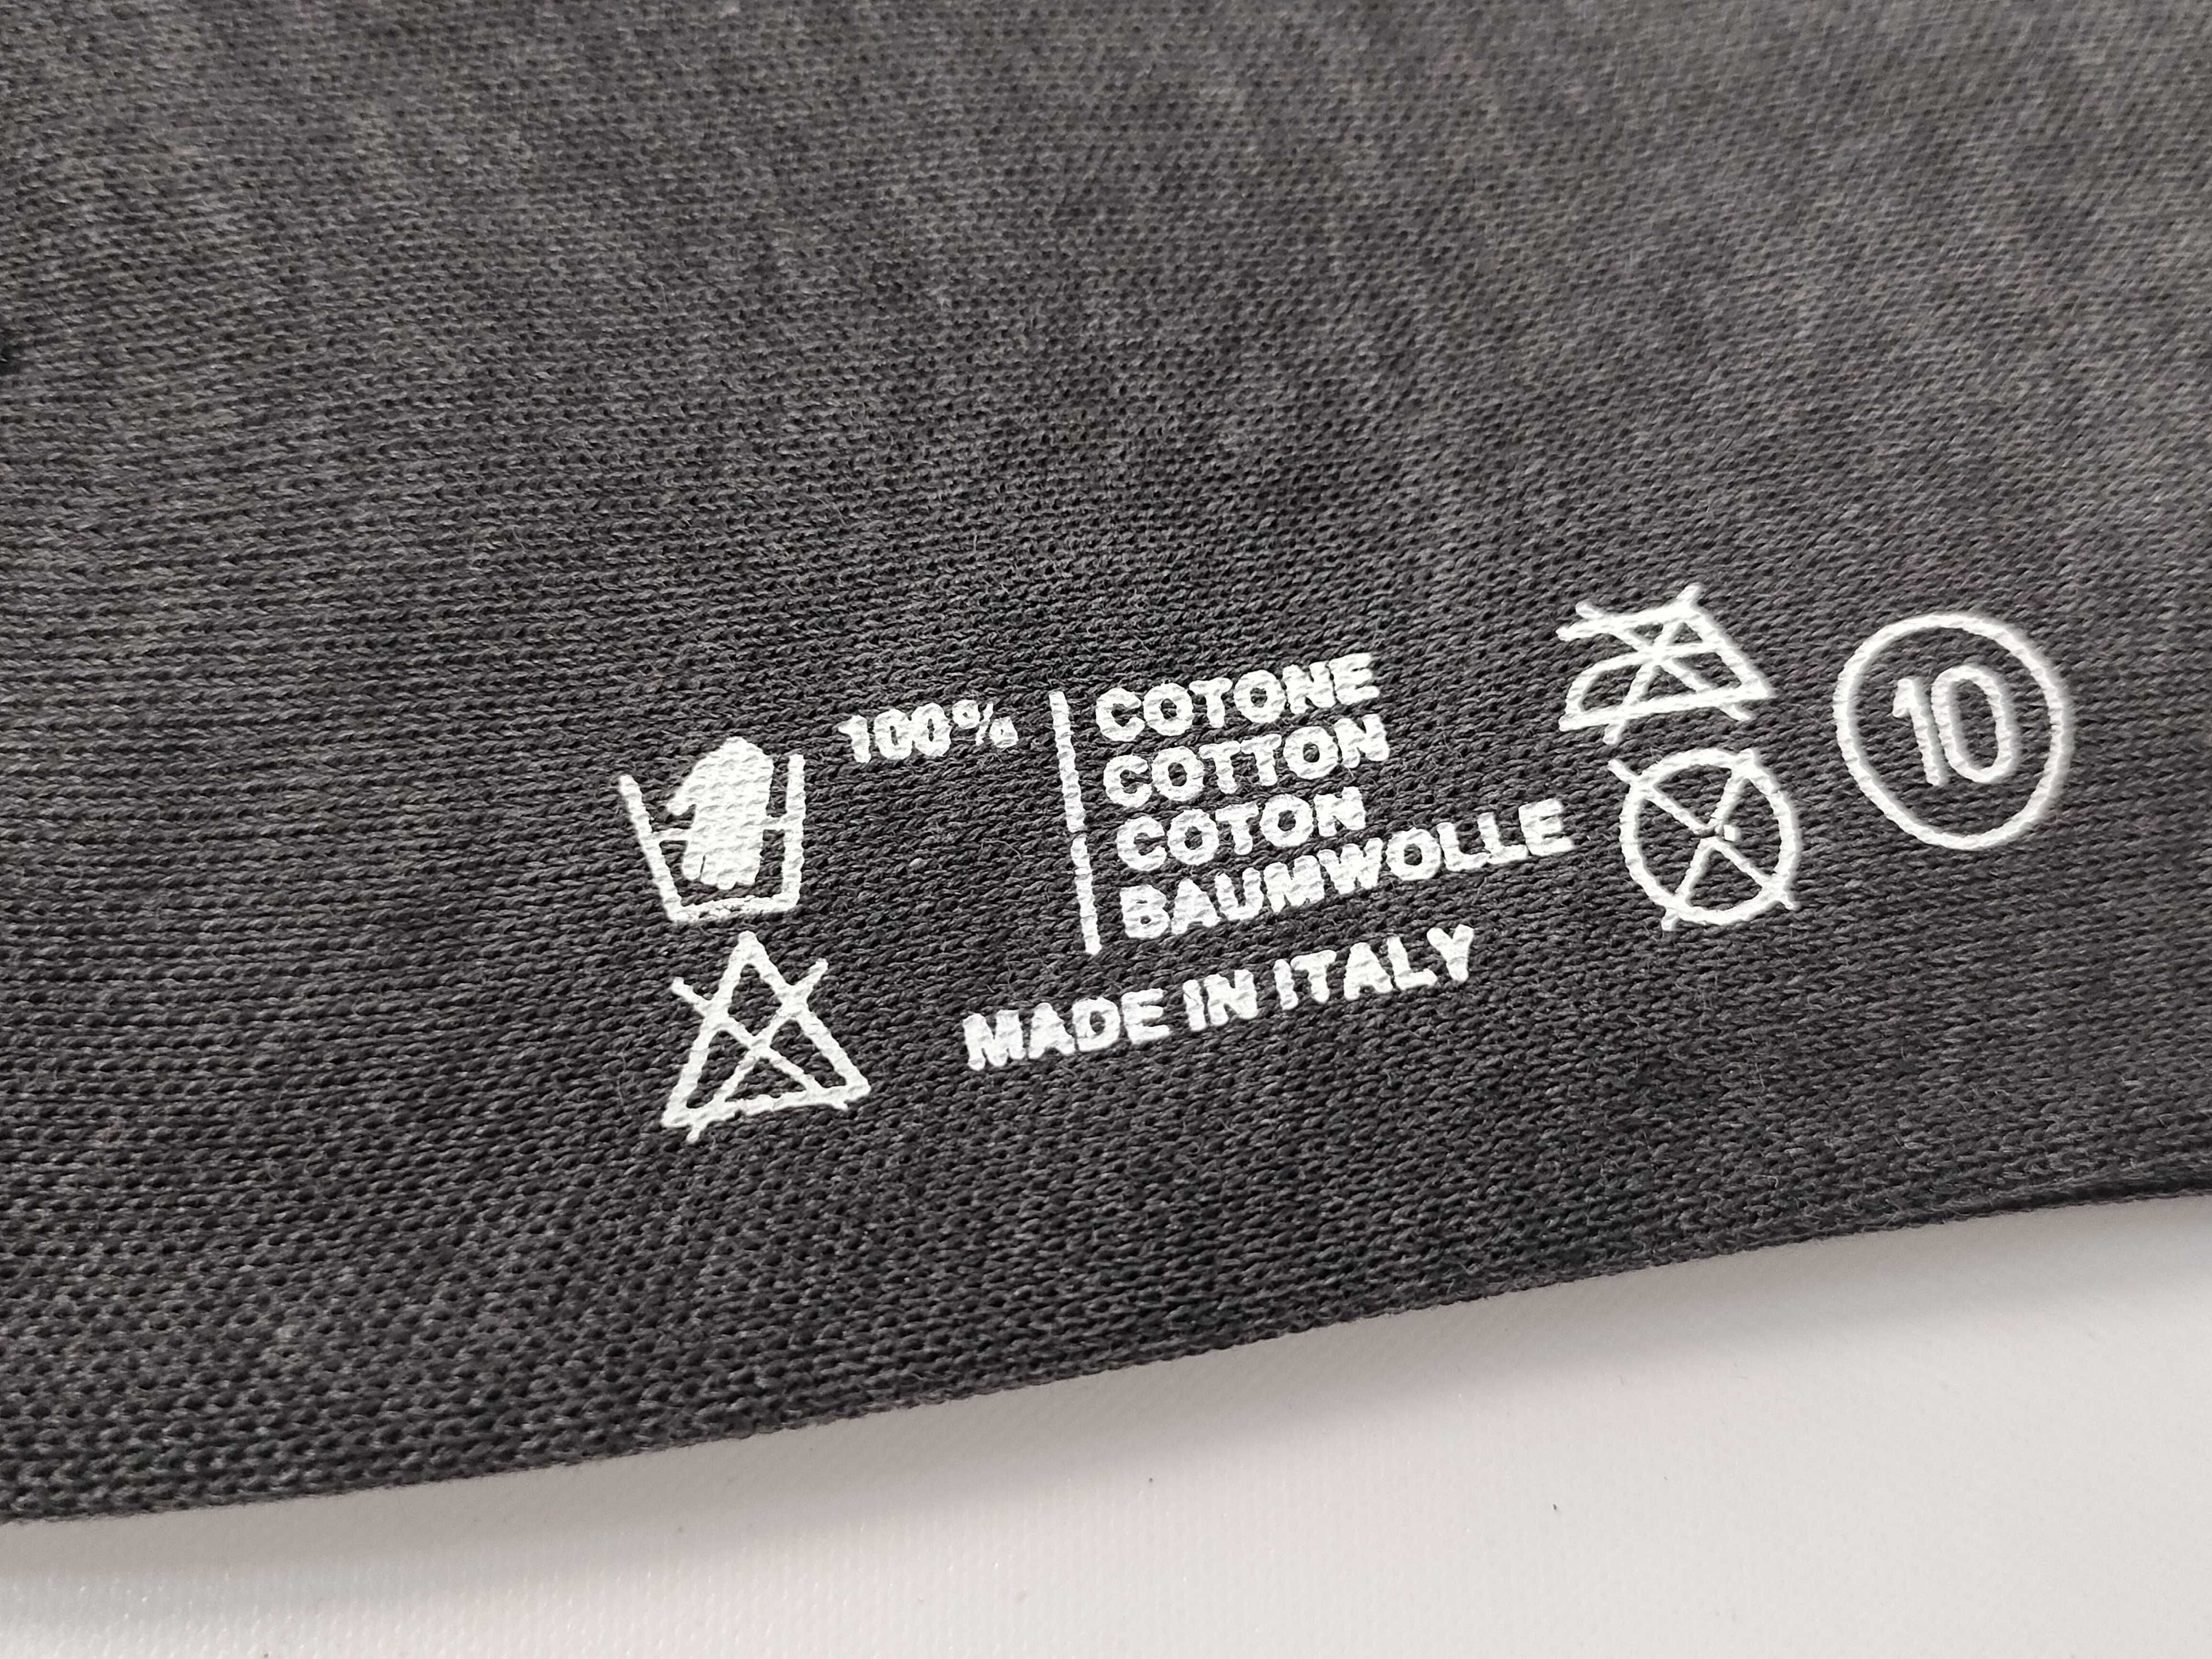 100%
COTONE
COTTON
COTON
BAUMWOLLE
MADE IN ITALY
10